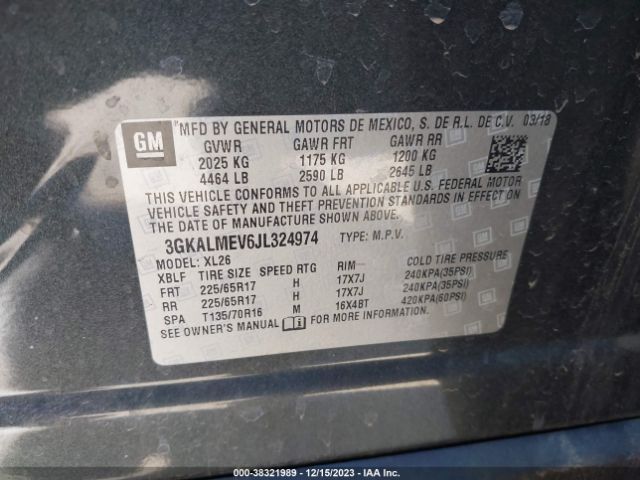 GM MFD BY GENERAL MOTORS DE MEXICO, S. DE R.L. DE C.V. 03/18
GVWR GAWR FRT GAWR RR
2025 KG 1175 KG 1200 KG
4464 LB 2590 LB 2645 LB
THIS VEHICLE CONFORMS TO ALL APPLICABLE U.S. FEDERAL MOTOR
VEHICLE SAFETY AND THEFT PREVENTION STANDARDS IN EFFECT ON
THE DATE OF MANUFACTURE SHOWN ABOVE.
3GKALMEV6JL324974 TYPE: M.P.V.
MODEL: XL26
XBLF TIRE SIZE SPEED RTG RIM COLD TIRE PRESSURE
FRT 225/65R17 H 17X7J 240KPA(35PSI)
RR 225/65R17 H 17X7J 240KPA(35PSI)
SPA T135/70R16 M 16X4BT 420KPA(60PSI)
SEE OWNER'S MANUAL FOR MORE INFORMATION.
© COPART - 38321989 - 12/15/2023 - IAA Inc.